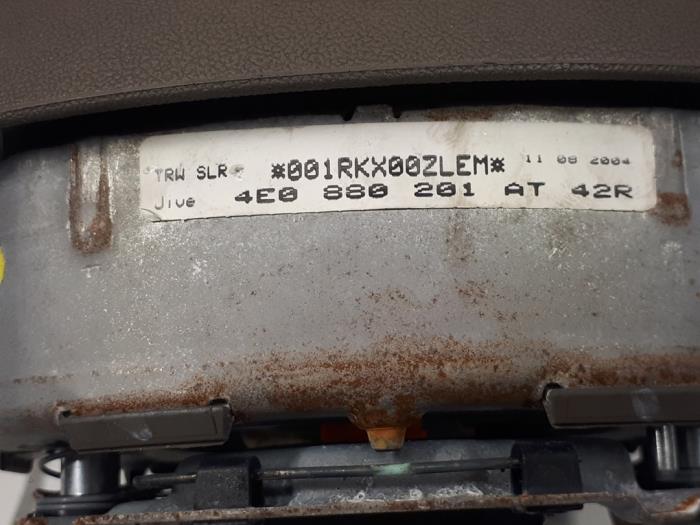 TRW SLR *001RKX00ZLEM* 11 08 2004
Jive 4E0 880 201 AT 42R